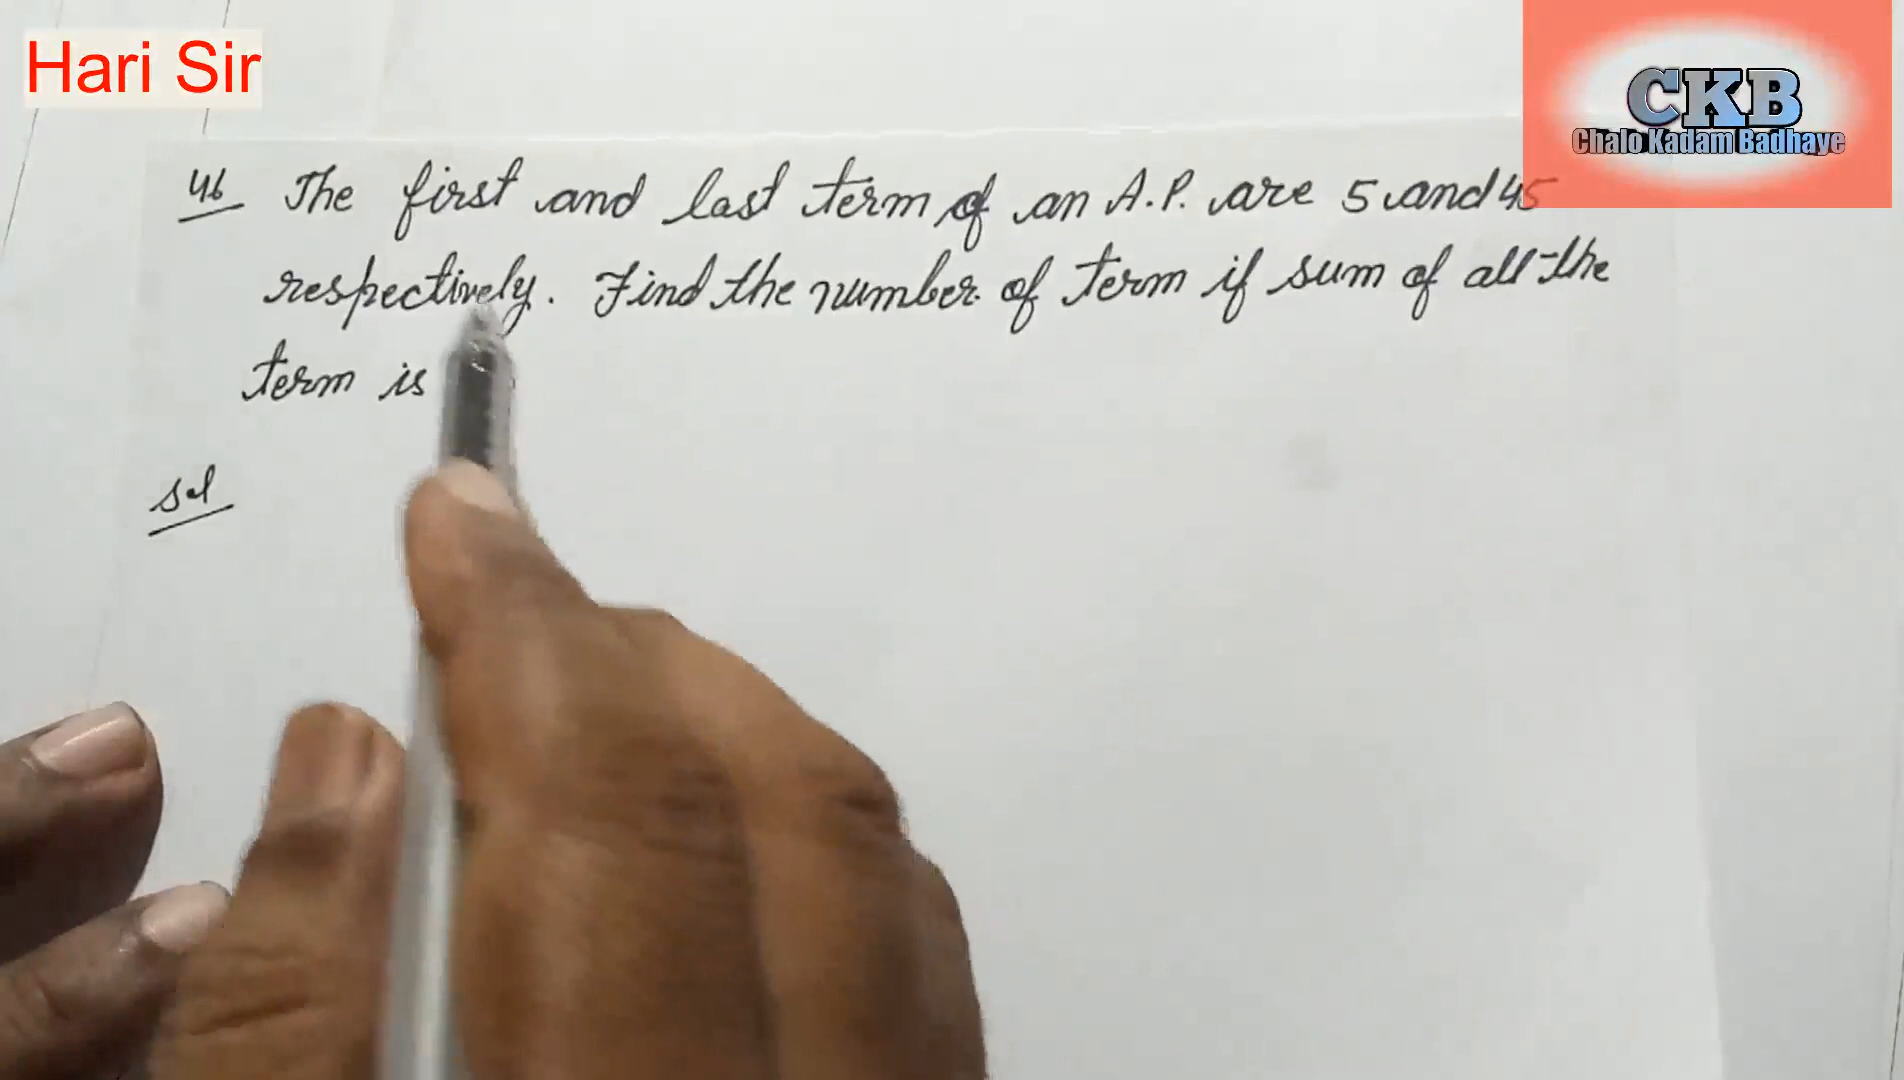 Hari Sir
CKB
Chalo Kadam Badhaye
46 The first and last term of an A.P. are 5 and 45
respectively. Find the number of term if sum of all the
term is
Sol